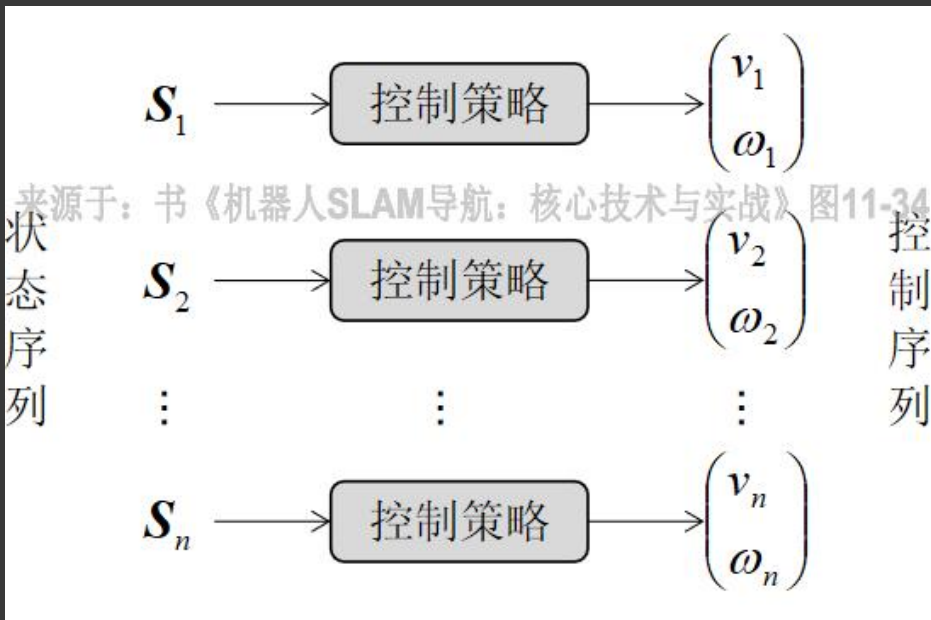 S₁ 控制策略 (v₁ ω₁)
来源于：书《机器人SLAM导航：核心技术与实战》图11-34
状态序列
S₂ 控制策略 (v₂ ω₂)
控制序列
⋮ ⋮ ⋮
Sₙ 控制策略 (vₙ ωₙ)